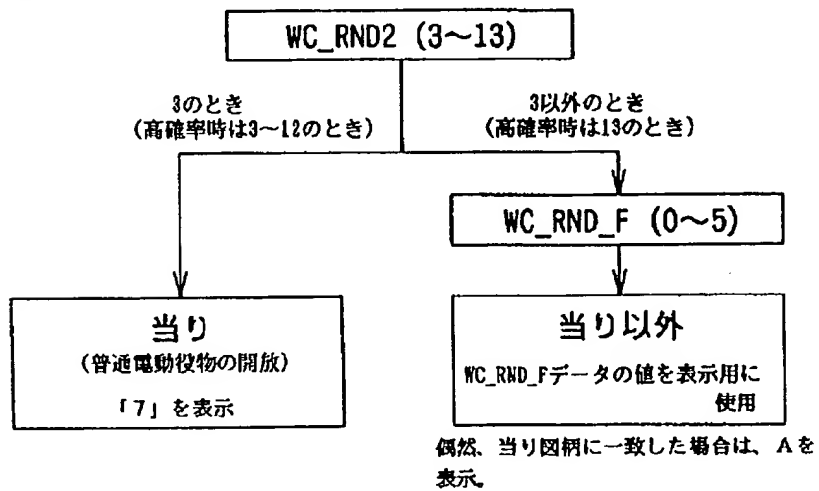 WC_RND2 (3～13)
3のとき
(高確率時は3～12のとき)
3以外のとき
(高確率時は13のとき)
WC_RND_F (0～5)
当り
(普通電動役物の開放)
「7」を表示
当り以外
WC_RND_Fデータの値を表示用に
使用
偶然、当り図柄に一致した場合は、Aを
表示。